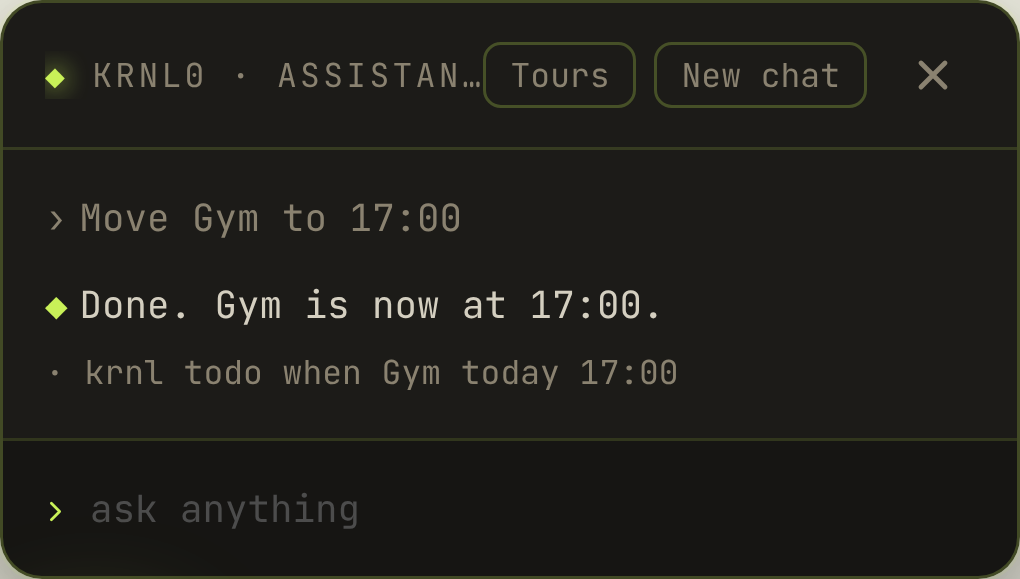 ◆ KRNL0 · ASSISTAN… Tours New chat ✕
› Move Gym to 17:00
◆ Done. Gym is now at 17:00.
· krnl todo when Gym today 17:00
› ask anything